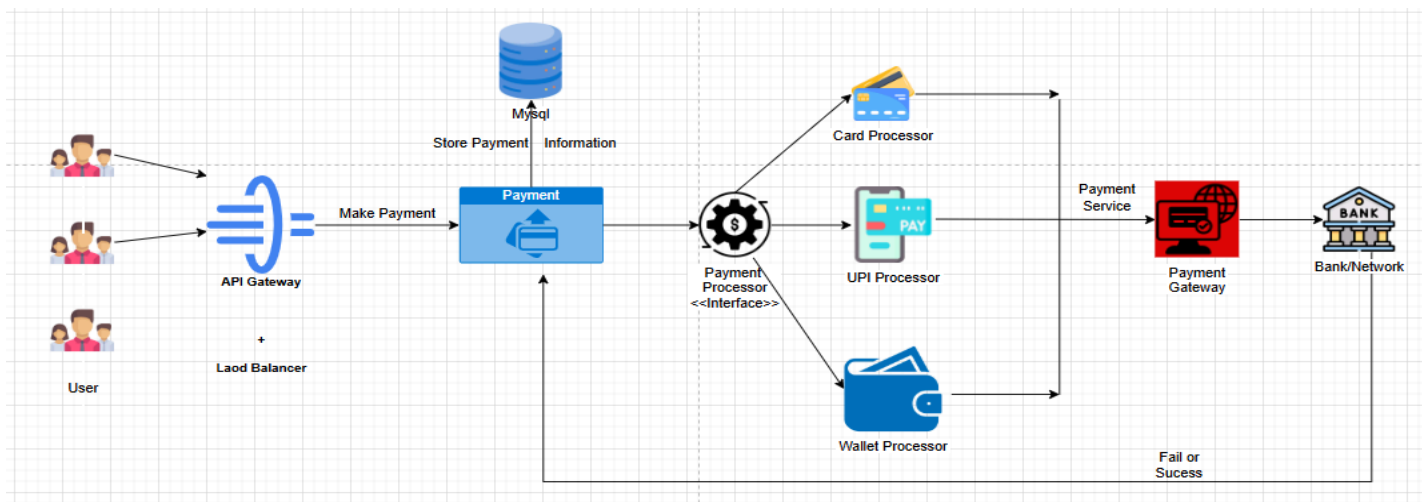 Mysql
Store Payment Information
Payment
Make Payment
API Gateway
+
Laod Balancer
User
Payment
Processor
<<Interface>>
Card Processor
PAY
UPI Processor
Wallet Processor
Payment
Service
Payment
Gateway
BANK
Bank/Network
Fail or
Sucess